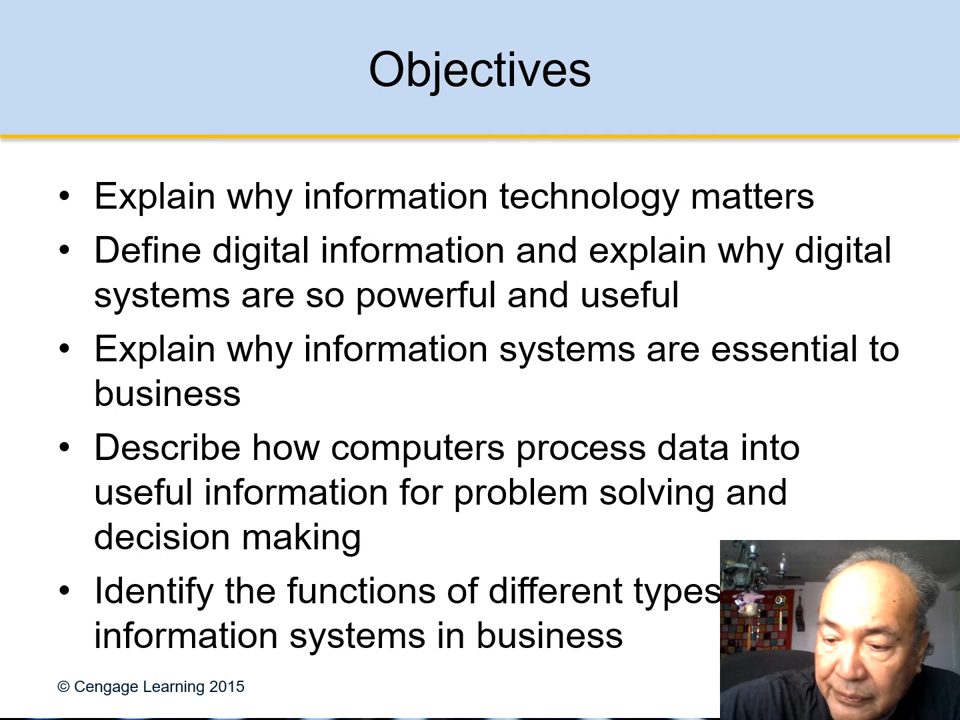 Objectives
• Explain why information technology matters
• Define digital information and explain why digital
systems are so powerful and useful
• Explain why information systems are essential to
business
• Describe how computers process data into
useful information for problem solving and
decision making
• Identify the functions of different types
information systems in business
© Cengage Learning 2015